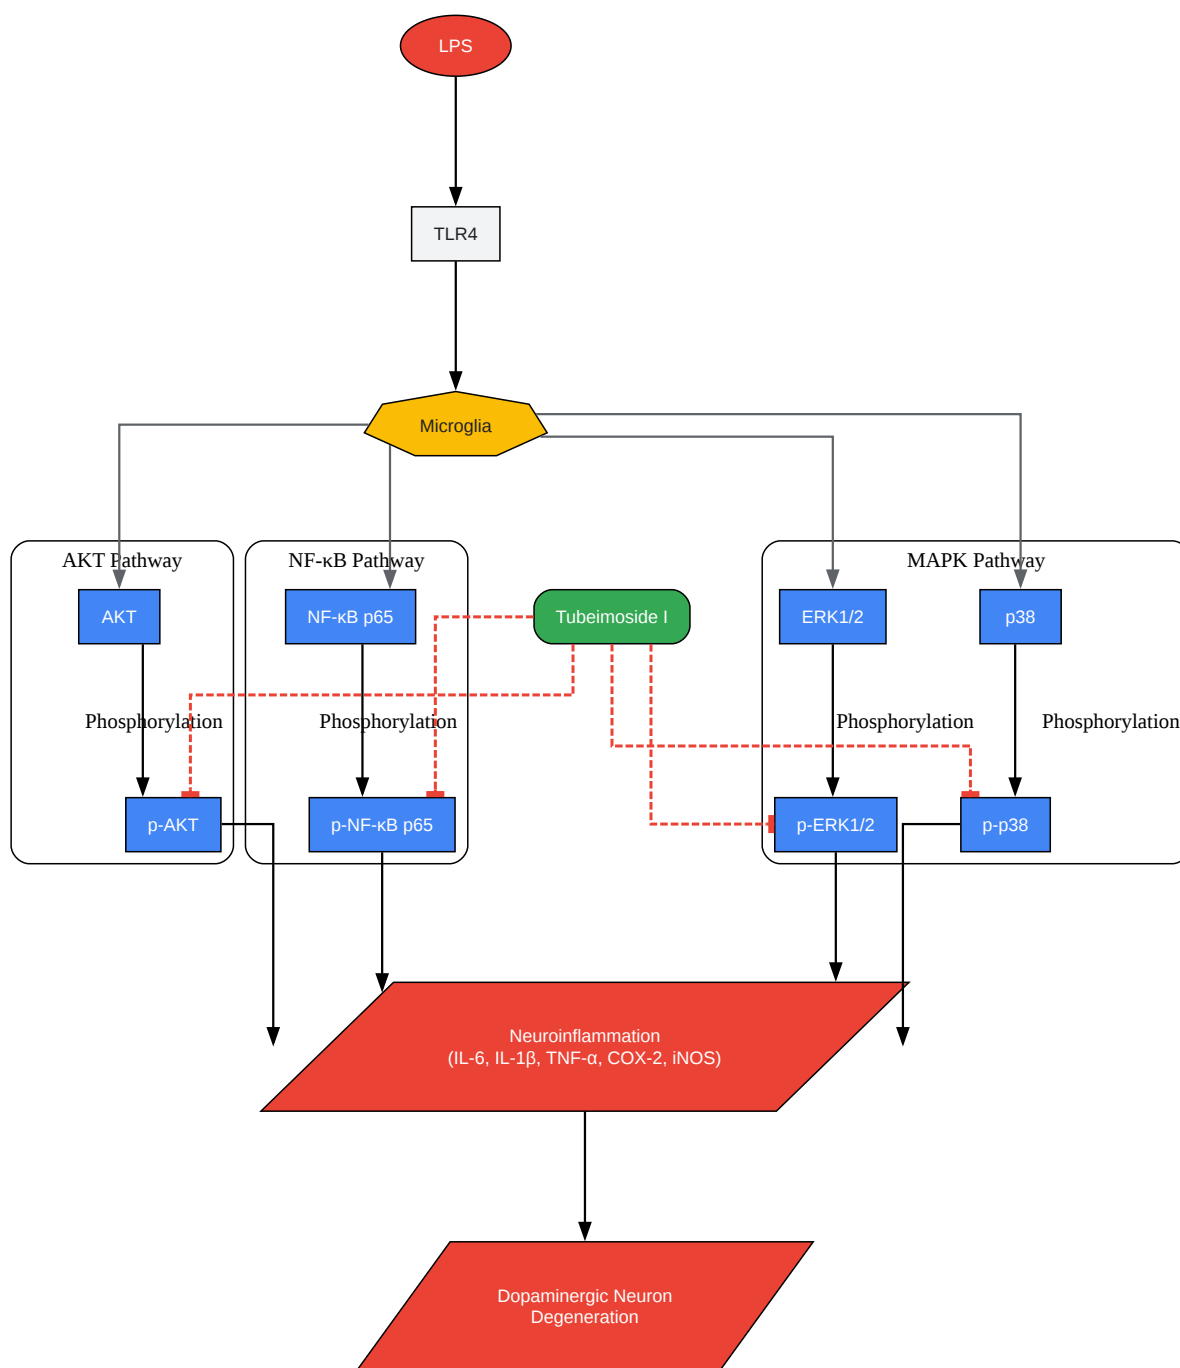 LPS
TLR4
Microglia
AKT Pathway
NF-κB Pathway
MAPK Pathway
AKT
NF-κB p65
Tubeimoside I
ERK1/2
p38
Phosphorylation
Phosphorylation
Phosphorylation
Phosphorylation
p-AKT
p-NF-κB p65
p-ERK1/2
p-p38
Neuroinflammation
(IL-6, IL-1β, TNF-α, COX-2, iNOS)
Dopaminergic Neuron
Degeneration